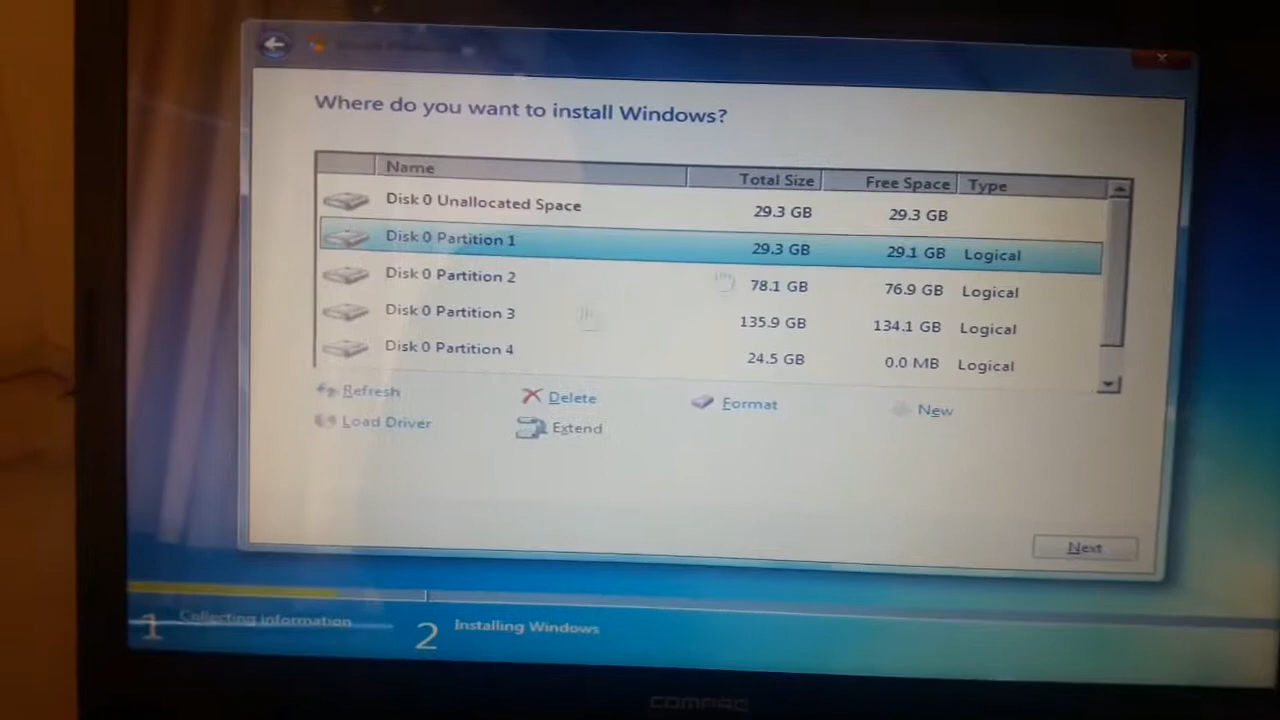 Where do you want to install Windows?
Name Total Size Free Space Type
Disk 0 Unallocated Space 29.3 GB 29.3 GB
Disk 0 Partition 1 29.3 GB 29.1 GB Logical
Disk 0 Partition 2 78.1 GB 76.9 GB Logical
Disk 0 Partition 3 135.9 GB 134.1 GB Logical
Disk 0 Partition 4 24.5 GB 0.0 MB Logical
Refresh Delete Format New
Load Driver Extend
Next
1 Collecting information 2 Installing Windows
COMPAQ